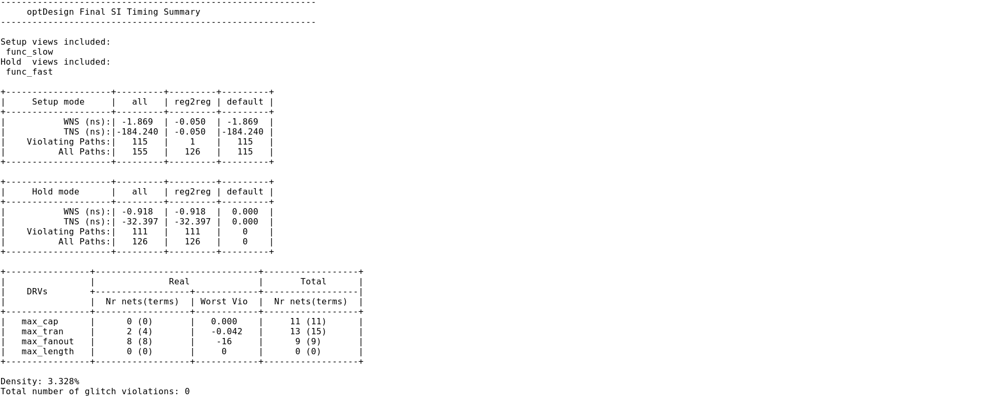 ------------------------------------------------------------
     optDesign Final SI Timing Summary
------------------------------------------------------------

Setup views included:
 func_slow
Hold  views included:
 func_fast

+--------------------+---------+---------+---------+
|     Setup mode     |   all   | reg2reg | default |
+--------------------+---------+---------+---------+
|           WNS (ns):| -1.869  | -0.050  | -1.869  |
|           TNS (ns):|-184.240 | -0.050  |-184.240 |
|    Violating Paths:|   115   |    1    |   115   |
|          All Paths:|   155   |   126   |   115   |
+--------------------+---------+---------+---------+

+--------------------+---------+---------+---------+
|     Hold mode      |   all   | reg2reg | default |
+--------------------+---------+---------+---------+
|           WNS (ns):| -0.918  | -0.918  |  0.000  |
|           TNS (ns):| -32.397 | -32.397 |  0.000  |
|    Violating Paths:|   111   |   111   |    0    |
|          All Paths:|   126   |   126   |    0    |
+--------------------+---------+---------+---------+

+----------------+-------------------------------+------------------+
|                |              Real             |       Total      |
|    DRVs        +------------------+------------+------------------|
|                |  Nr nets(terms)  | Worst Vio  |  Nr nets(terms)  |
+----------------+------------------+------------+------------------+
|   max_cap      |      0 (0)       |   0.000    |     11 (11)      |
|   max_tran     |      2 (4)       |   -0.042   |     13 (15)      |
|   max_fanout   |      8 (8)       |    -16     |      9 (9)       |
|   max_length   |      0 (0)       |     0      |      0 (0)       |
+----------------+------------------+------------+------------------+

Density: 3.328%
Total number of glitch violations: 0